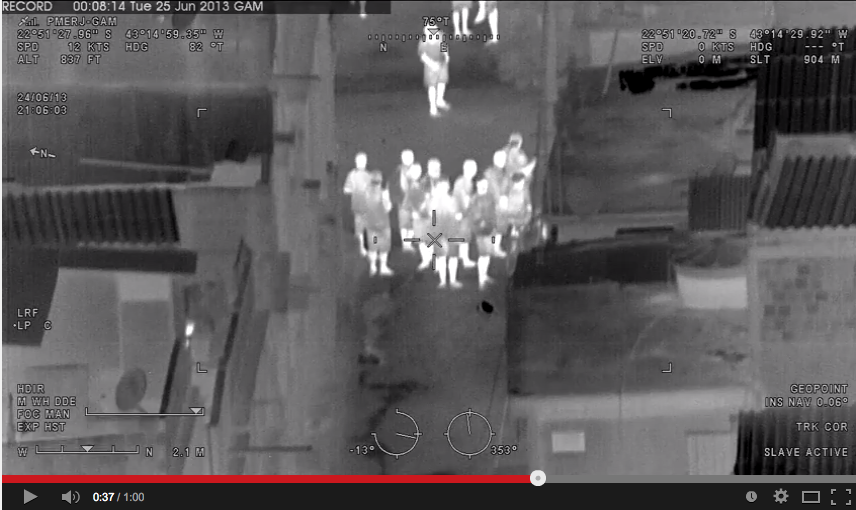 RECORD 00:08:14 Tue 25 Jun 2013 GAM
PMERJ-GAM
22°51'27.96" S 43°14'59.35" W
SPD 12 KTS HDG 82 °T
ALT 837 FT
75°T
N E
22°51'20.72" S 43°14'29.92" W
SPD 0 KTS HDG --- °T
ELV 0 M SLT 904 M
24/06/13
21:06:03
N
LRF
LP C
HDIR
M WH DDE
FOC MAN
EXP HST
W N 2.1 M
-13°
353°
GEOPOINT
INS NAV 0.06°
TRK COR
SLAVE ACTIVE
0:37 / 1:00